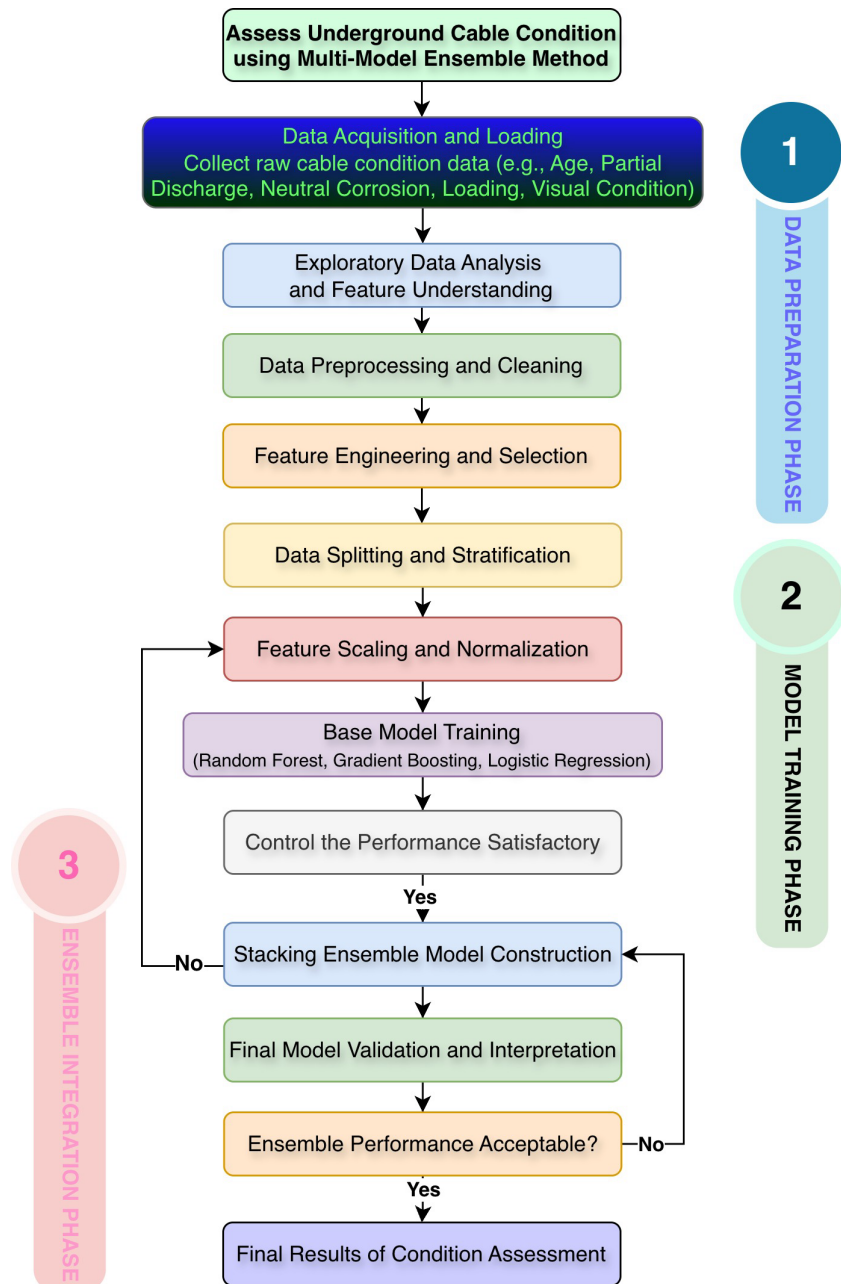 Assess Underground Cable Condition
using Multi-Model Ensemble Method
Data Acquisition and Loading
Collect raw cable condition data (e.g., Age, Partial
Discharge, Neutral Corrosion, Loading, Visual Condition)
1
DATA PREPARATION PHASE
Exploratory Data Analysis
and Feature Understanding
Data Preprocessing and Cleaning
Feature Engineering and Selection
Data Splitting and Stratification
2
MODEL TRAINING PHASE
Feature Scaling and Normalization
Base Model Training
(Random Forest, Gradient Boosting, Logistic Regression)
Control the Performance Satisfactory
3
ENSEMBLE INTEGRATION PHASE
Yes
Stacking Ensemble Model Construction
No
Final Model Validation and Interpretation
Ensemble Performance Acceptable?
No
Yes
Final Results of Condition Assessment